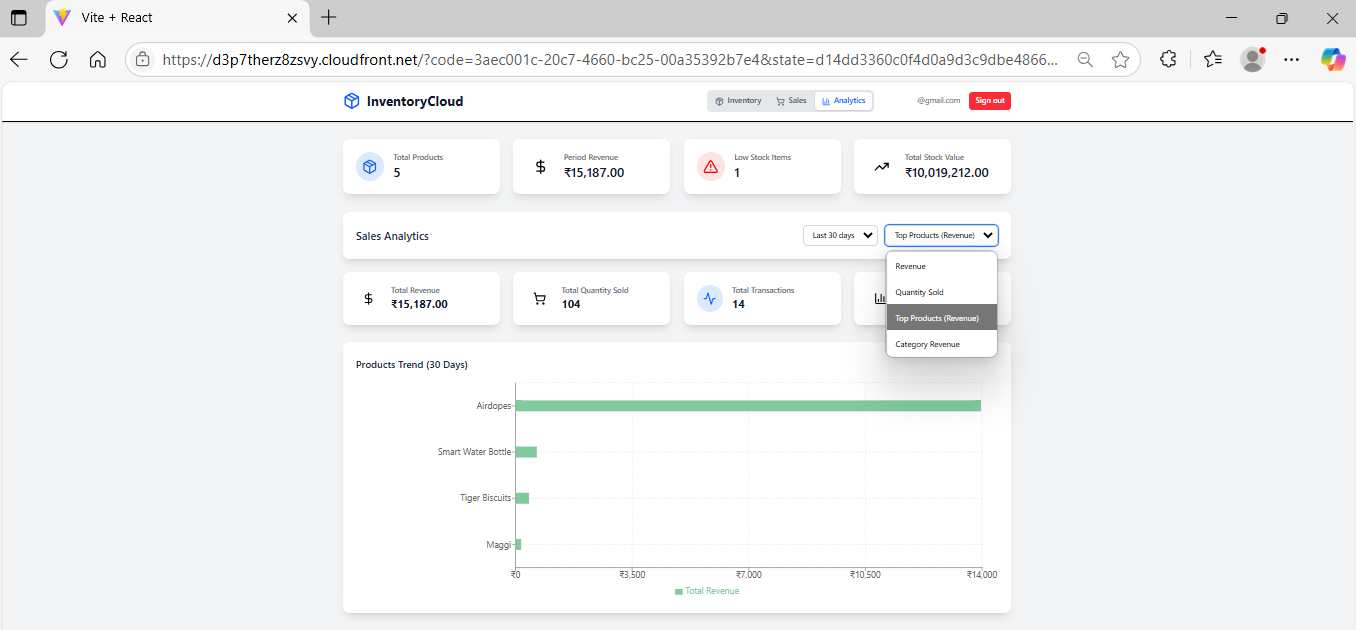 Vite + React
https://d3p7therz8zsvy.cloudfront.net/?code=3aec001c-20c7-4660-bc25-00a35392b7e4&state=d14dd3360c0f4d0a9d3c9dbe4866...
InventoryCloud
Inventory Sales Analytics @gmail.com Sign out
Total Products Period Revenue Low Stock Items Total Stock Value
5 ₹15,187.00 1 ₹10,019,212.00
Sales Analytics Last 30 days Top Products (Revenue)
Revenue
Quantity Sold
Top Products (Revenue)
Category Revenue
Total Revenue Total Quantity Sold Total Transactions
₹15,187.00 104 14
Products Trend (30 Days)
Airdopes
Smart Water Bottle
Tiger Biscuits
Maggi
₹0 ₹3,500 ₹7,000 ₹10,500 ₹14,000
Total Revenue